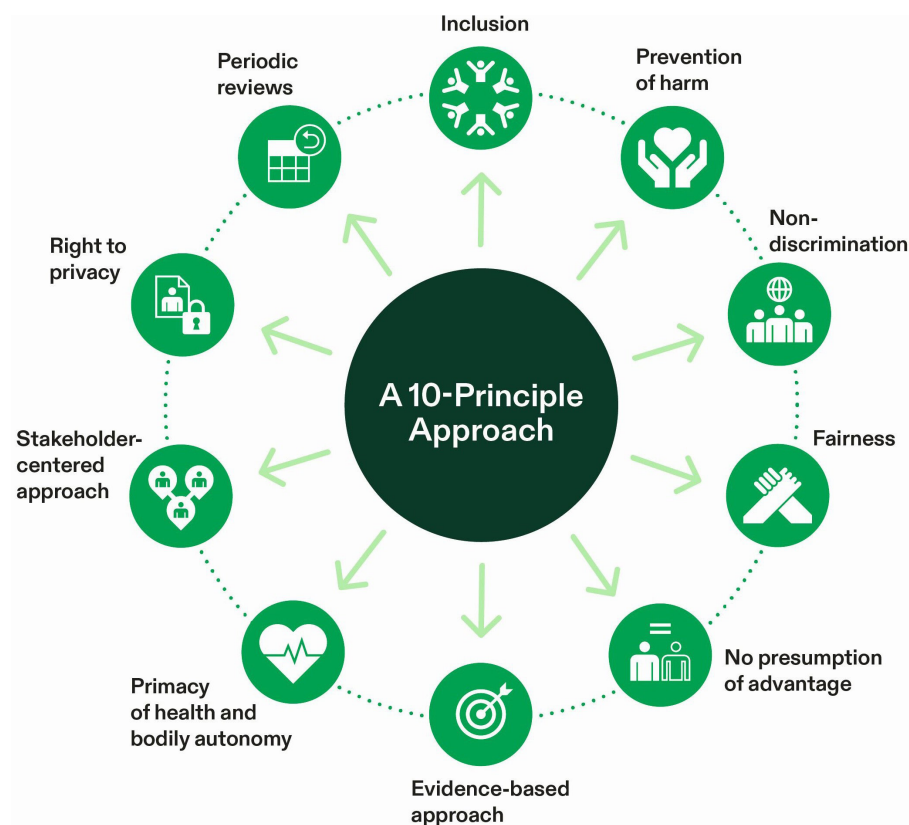 A 10-Principle
Approach
Inclusion
Prevention
of harm
Non-
discrimination
Fairness
No presumption
of advantage
Evidence-based
approach
Primacy
of health and
bodily autonomy
Stakeholder-
centered
approach
Right to
privacy
Periodic
reviews